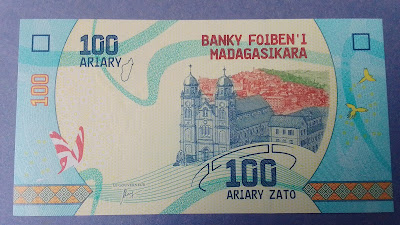 100
ARIARY
BANKY FOIBEN'I
MADAGASIKARA
100
100
ARIARY ZATO